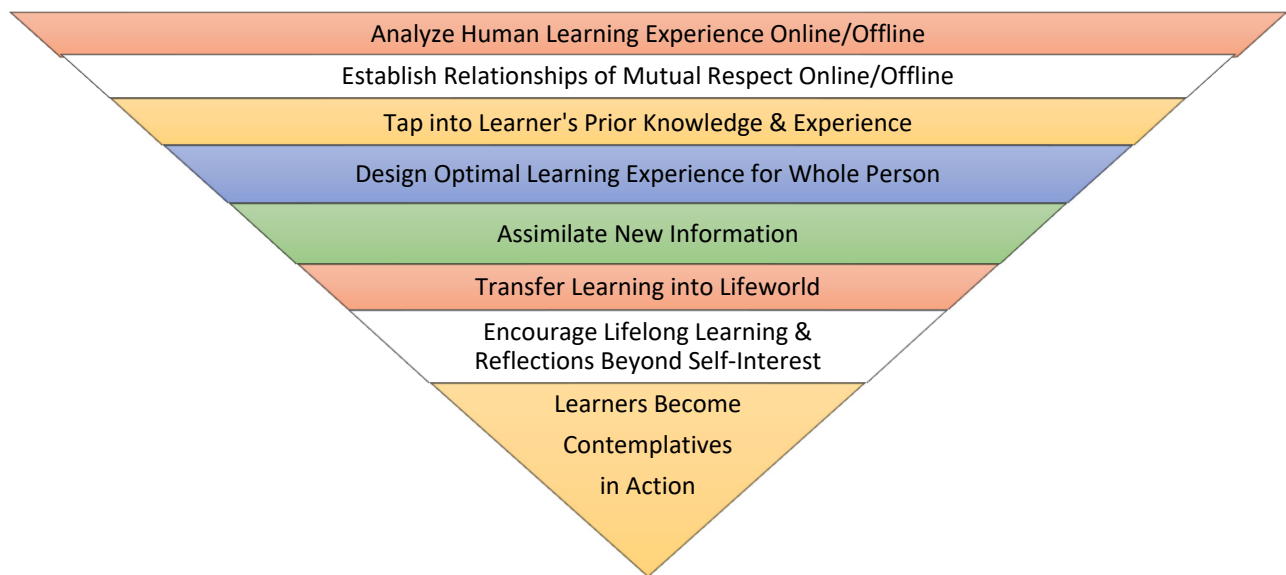 Analyze Human Learning Experience Online/Offline
Establish Relationships of Mutual Respect Online/Offline
Tap into Learner's Prior Knowledge & Experience
Design Optimal Learning Experience for Whole Person
Assimilate New Information
Transfer Learning into Lifeworld
Encourage Lifelong Learning &
Reflections Beyond Self-Interest
Learners Become
Contemplatives
in Action